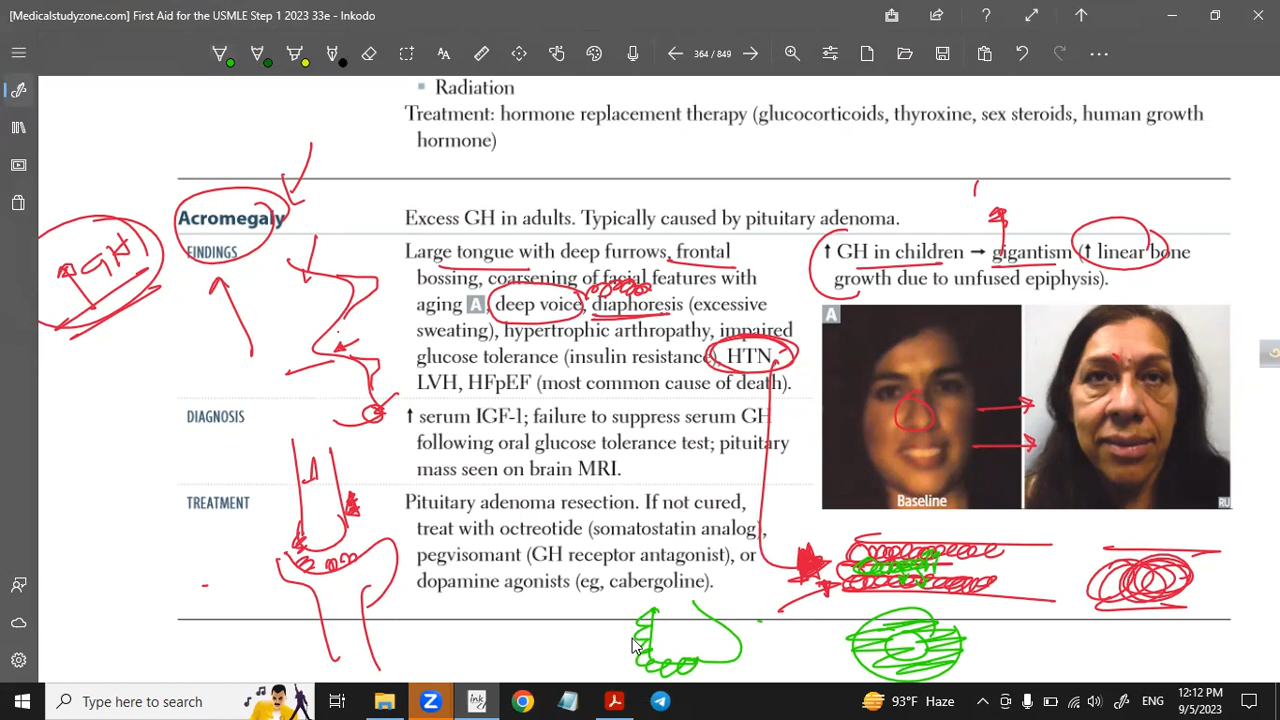 [Medicalstudyzone.com] First Aid for the USMLE Step 1 2023 33e - Inkodo
364 / 849
Radiation
Treatment: hormone replacement therapy (glucocorticoids, thyroxine, sex steroids, human growth
hormone)
Acromegaly
Excess GH in adults. Typically caused by pituitary adenoma.
FINDINGS
Large tongue with deep furrows, frontal
bossing, coarsening of facial features with
aging A, deep voice, diaphoresis (excessive
sweating), hypertrophic arthropathy, impaired
glucose tolerance (insulin resistance), HTN,
LVH, HFpEF (most common cause of death).
↑ GH in children → gigantism (↑ linear bone
growth due to unfused epiphysis).
GH
A
Baseline
RU
DIAGNOSIS
↑ serum IGF-1; failure to suppress serum GH
following oral glucose tolerance test; pituitary
mass seen on brain MRI.
TREATMENT
Pituitary adenoma resection. If not cured,
treat with octreotide (somatostatin analog),
pegvisomant (GH receptor antagonist), or
dopamine agonists (eg, cabergoline).
Type here to search
93°F Haze
ENG
12:12 PM
9/5/2023